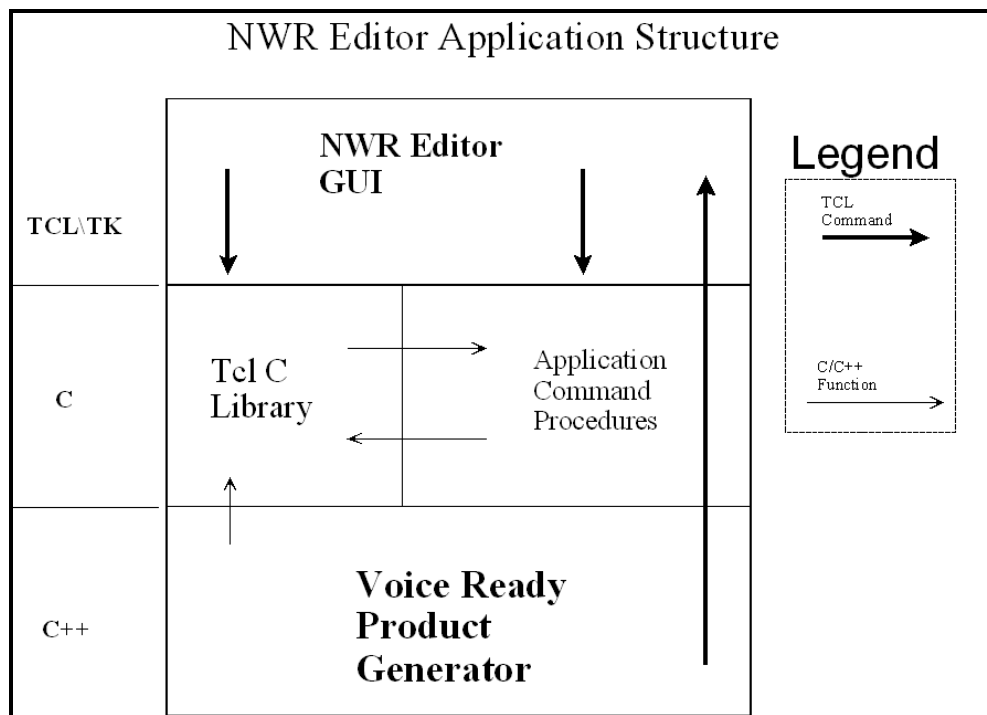 NWR Editor Application Structure
NWR Editor
GUI
TCL\TK
Legend
TCL
Command
C
Tcl C
Library
Application
Command
Procedures
C/C++
Function
C++
Voice Ready
Product
Generator